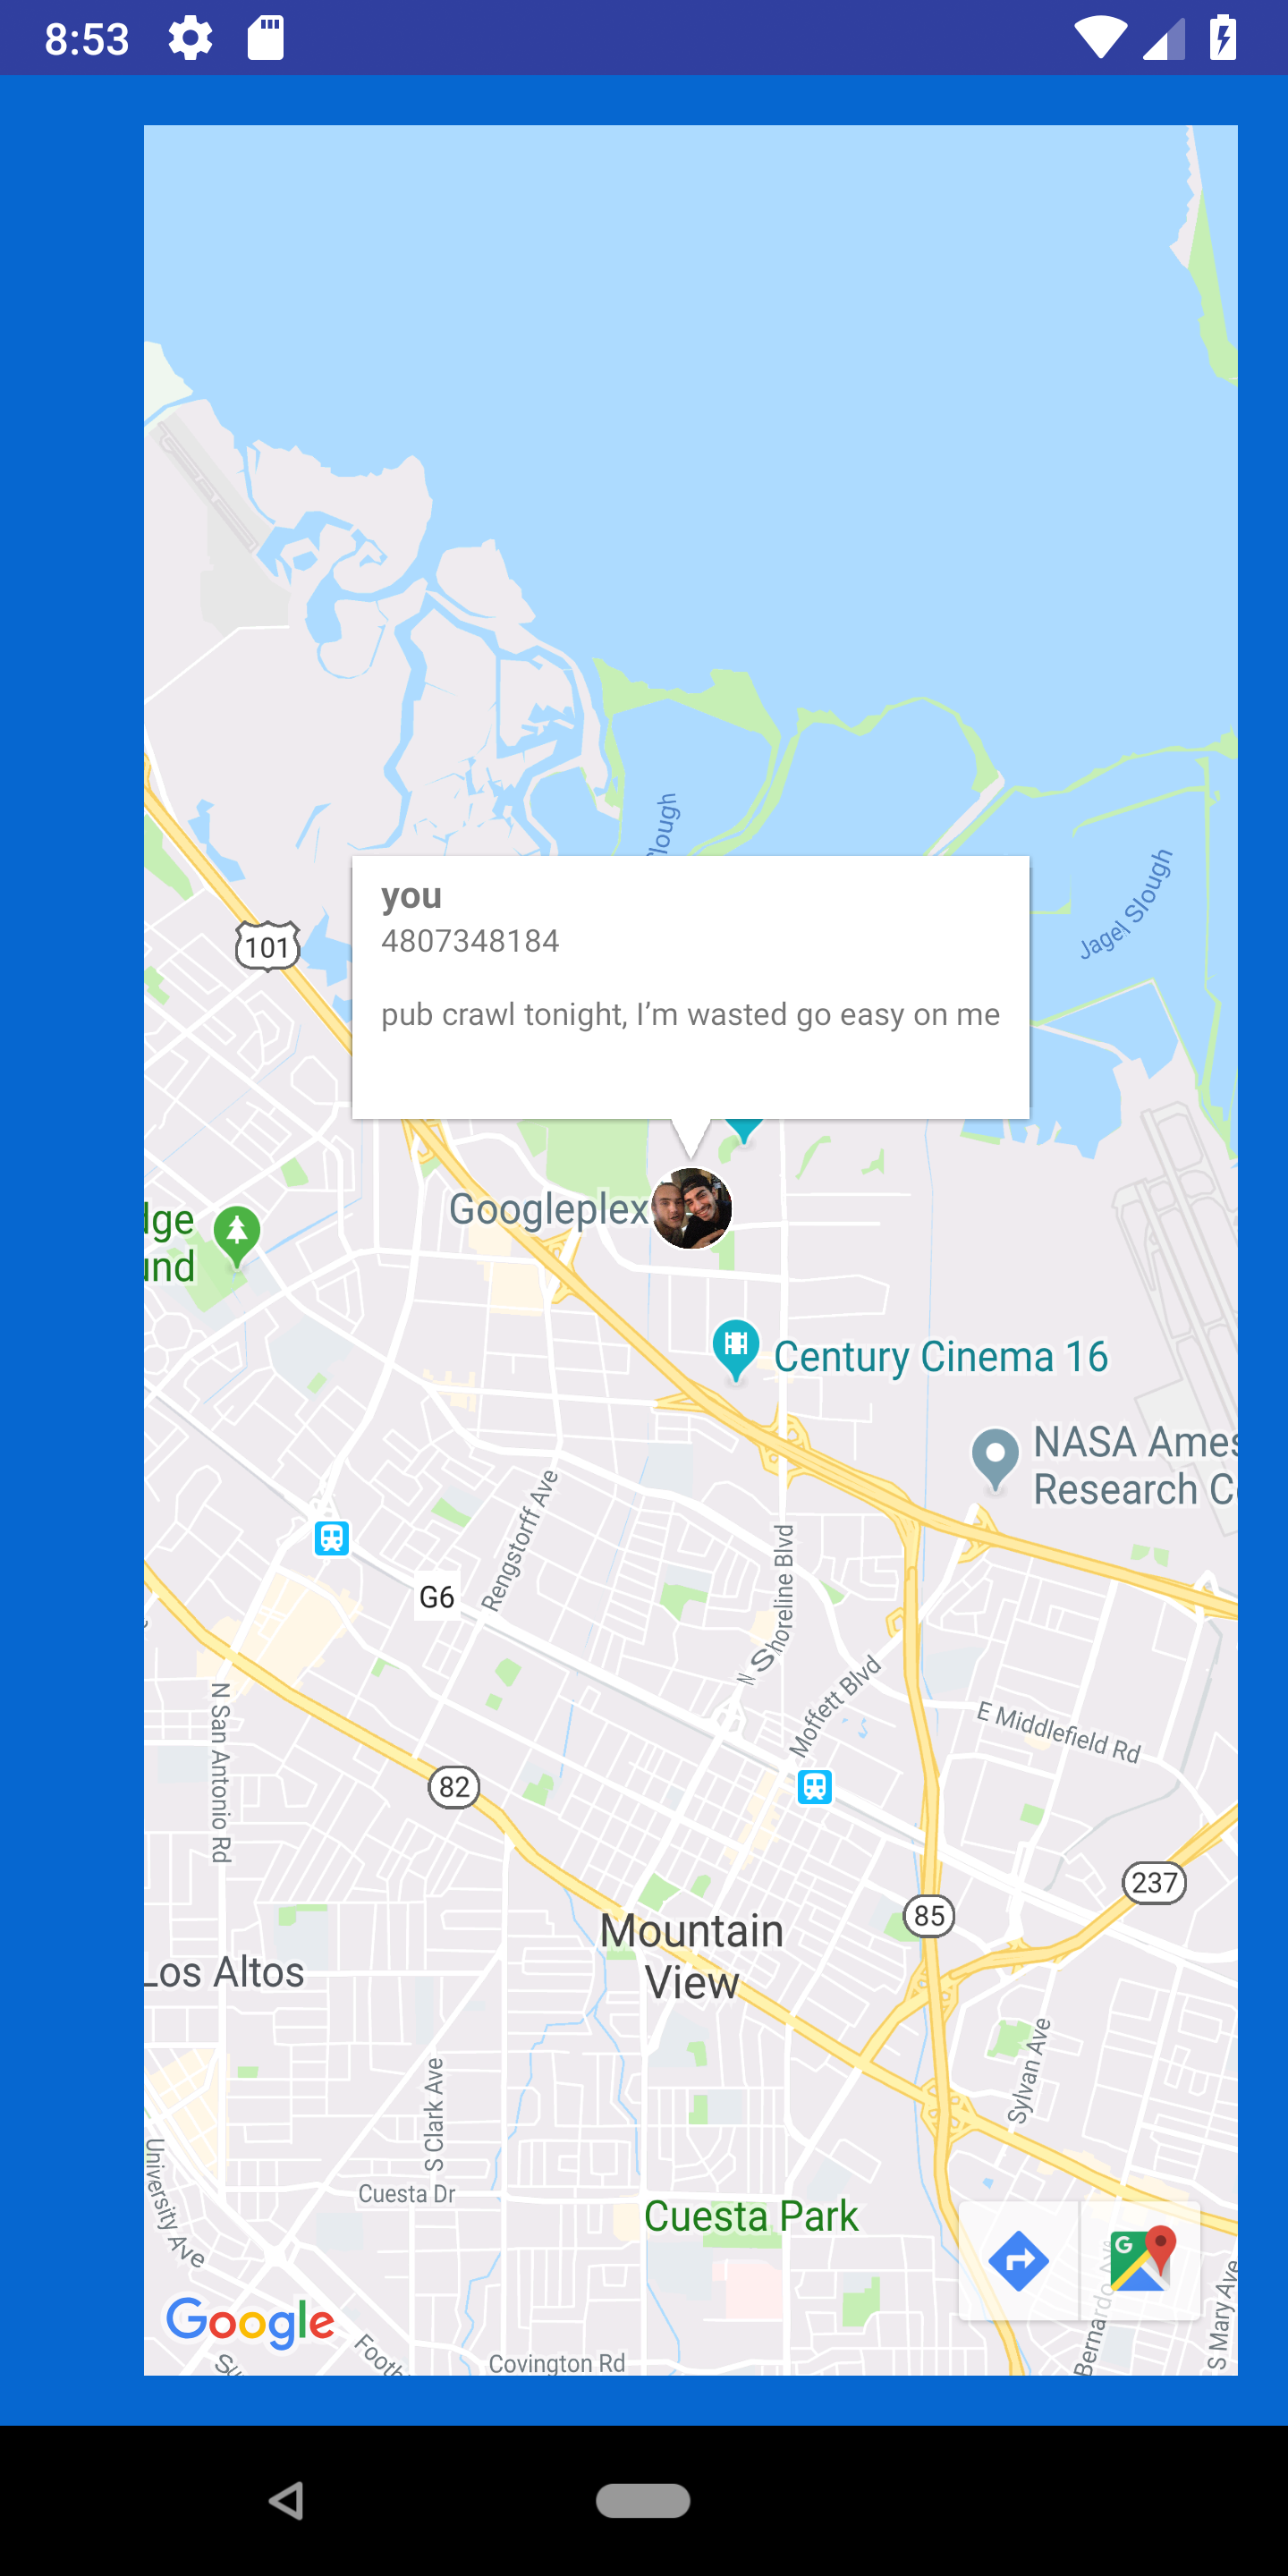 8:53
Slough
Jagel Slough
you
4807348184
pub crawl tonight, I’m wasted go easy on me
101
Googleplex
dge
und
Century Cinema 16
NASA Ames
Research C
Rengstorff Ave
N Shoreline Blvd
G6
Moffett Blvd
E Middlefield Rd
N San Antonio Rd
82
237
85
Mountain
View
Los Altos
Sylvan Ave
S Clark Ave
University Ave
Cuesta Dr
Cuesta Park
G
Bernardo
S Mary Ave
Google
Footh
Covington Rd